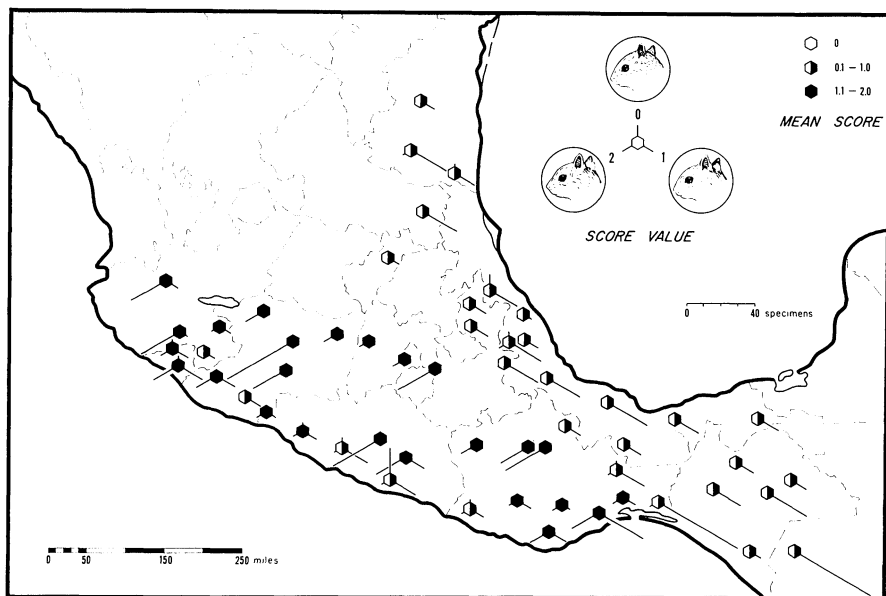 0
0.1 – 1.0
1.1 – 2.0
MEAN SCORE
0
2
1
SCORE VALUE
0 40 specimens
0 50 150 250 miles